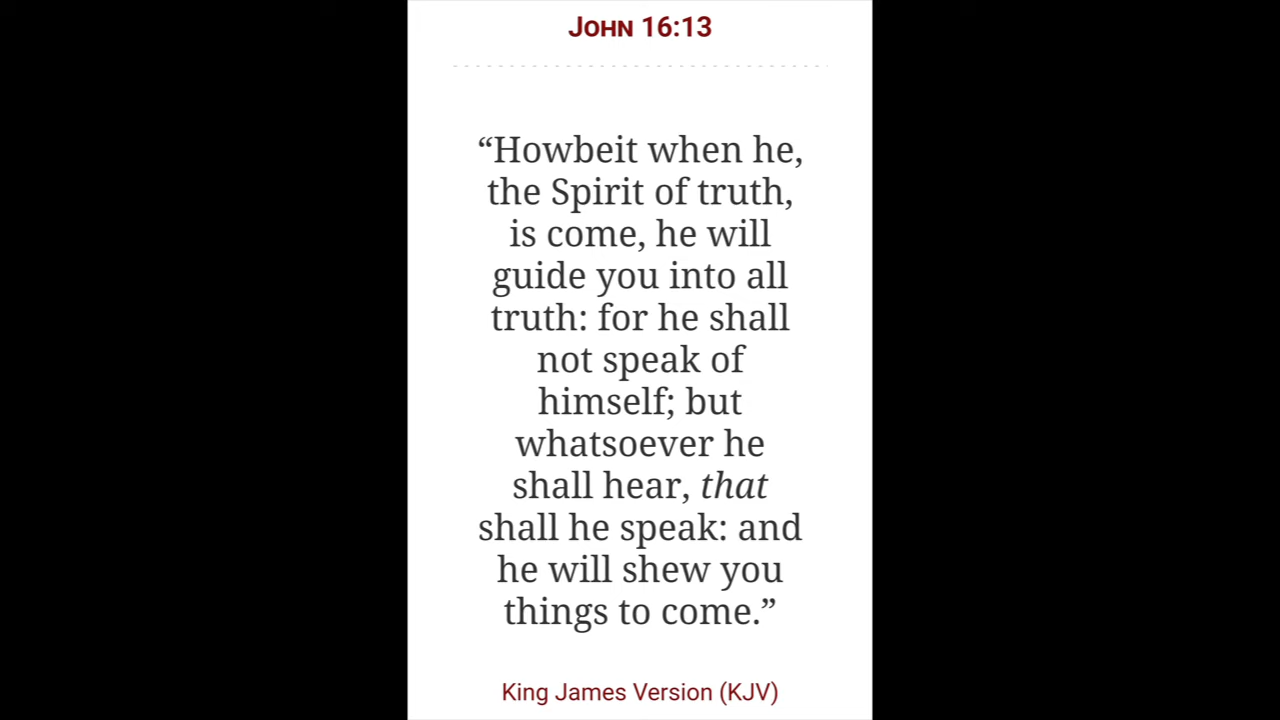 John 16:13
“Howbeit when he,
the Spirit of truth,
is come, he will
guide you into all
truth: for he shall
not speak of
himself; but
whatsoever he
shall hear, that
shall he speak: and
he will shew you
things to come.”
King James Version (KJV)